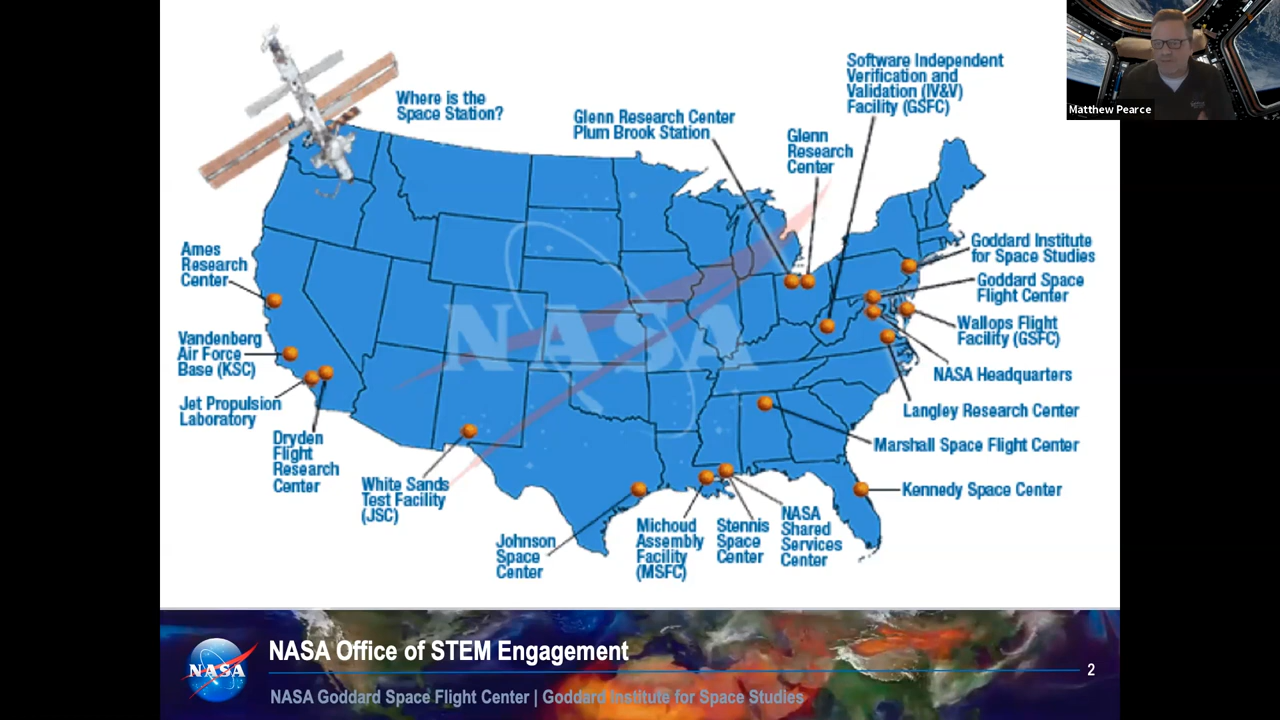 Matthew Pearce
Where is the
Space Station?
Glenn Research Center
Plum Brook Station
Glenn
Research
Center
Software Independent
Verification and
Validation (IV&V)
Facility (GSFC)
Ames
Research
Center
Vandenberg
Air Force
Base (KSC)
Jet Propulsion
Laboratory
Dryden
Flight
Research
Center
White Sands
Test Facility
(JSC)
Johnson
Space
Center
Michoud
Assembly
Facility
(MSFC)
Stennis
Space
Center
NASA
Shared
Services
Center
Goddard Institute
for Space Studies
Goddard Space
Flight Center
Wallops Flight
Facility (GSFC)
NASA Headquarters
Langley Research Center
Marshall Space Flight Center
Kennedy Space Center
NASA
NASA
NASA Office of STEM Engagement
2
NASA Goddard Space Flight Center | Goddard Institute for Space Studies